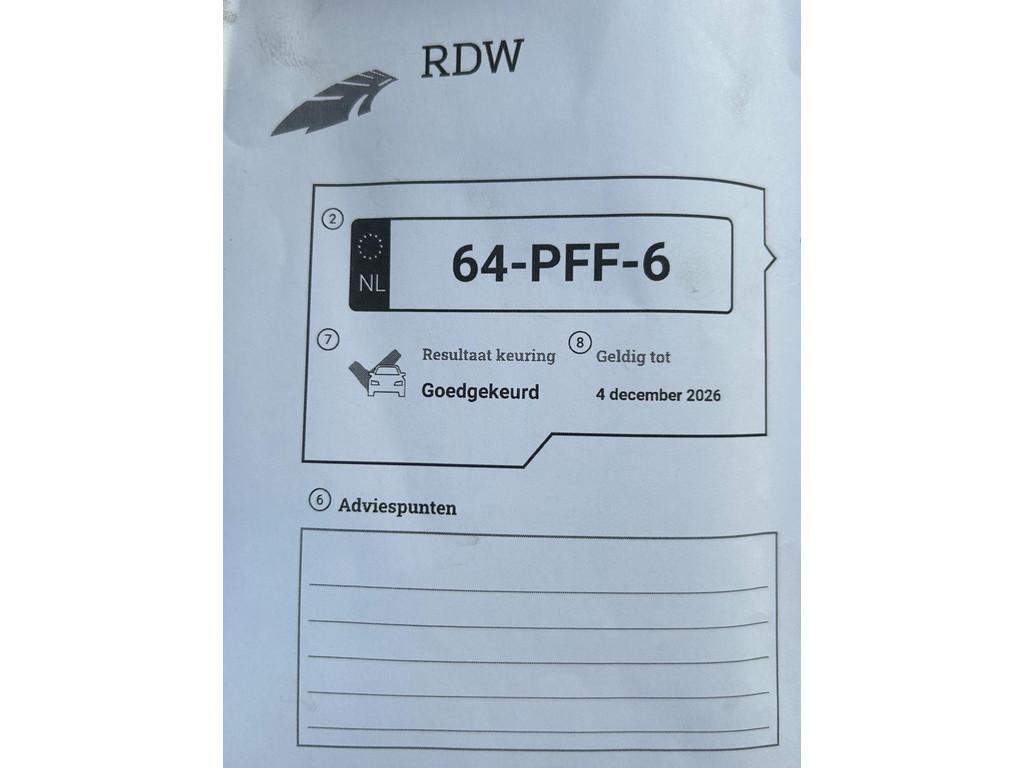 RDW
2
NL
64-PFF-6
7
Resultaat keuring
Goedgekeurd
8
Geldig tot
4 december 2026
6 Adviespunten